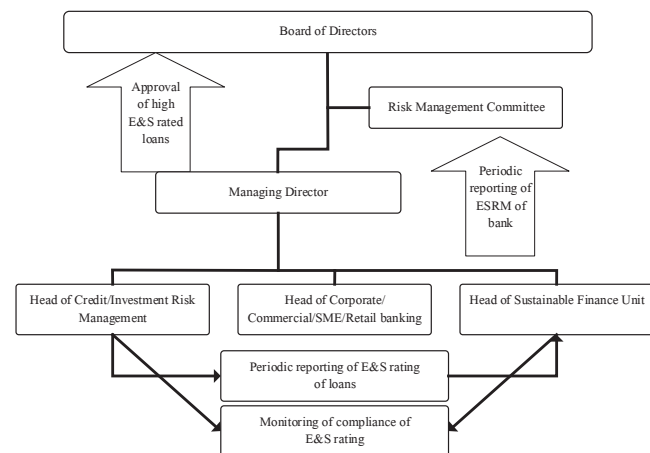 Board of Directors
Approval
of high
E&S rated
loans
Risk Management Committee
Managing Director
Periodic
reporting of
ESRM of
bank
Head of Credit/Investment Risk
Management
Head of Corporate/
Commercial/SME/Retail banking
Head of Sustainable Finance Unit
Periodic reporting of E&S rating
of loans
Monitoring of compliance of
E&S rating